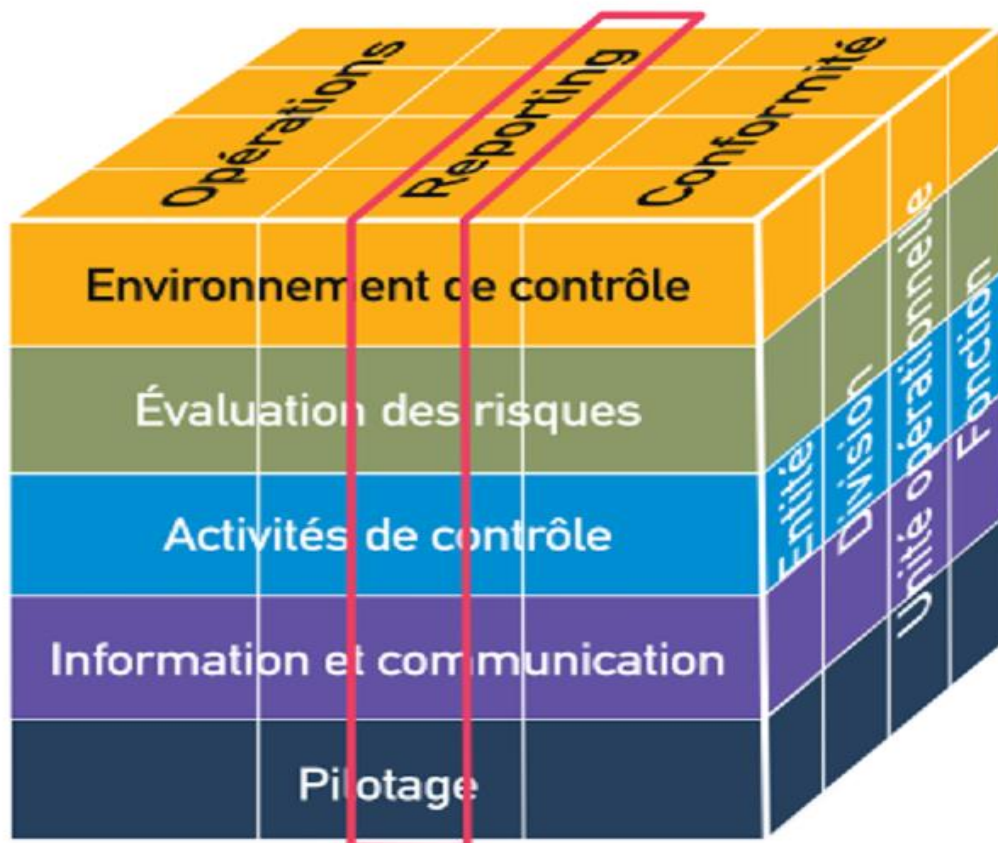 Opérations
Reporting
Conformité
Environnement de contrôle
Évaluation des risques
Activités de contrôle
Information et communication
Pilotage
Entité
Division
Unité opérationnelle
Fonction